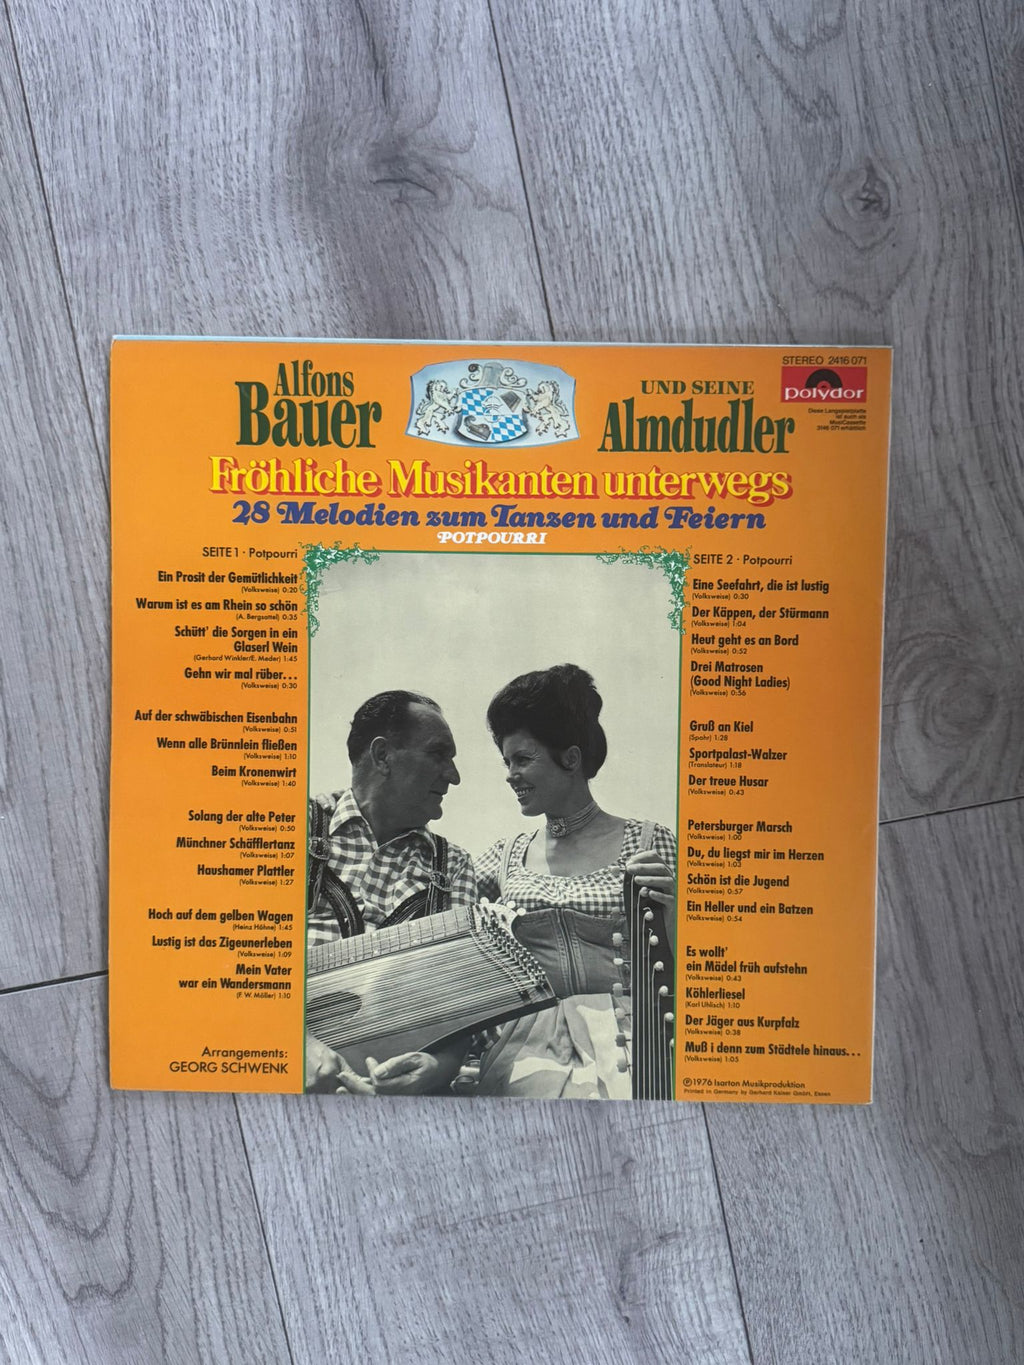 STEREO 2416 071
polydor
Diese Langspielplatte
ist auch als
MusiCassette
3146 071 erhältlich
Alfons
Bauer
UND SEINE
Almdudler
Fröhliche Musikanten unterwegs
28 Melodien zum Tanzen und Feiern
POTPOURRI
SEITE 1 · Potpourri
Ein Prosit der Gemütlichkeit
(Volksweise) 0:20
Warum ist es am Rhein so schön
(A. Bergsattel) 0:35
Schütt' die Sorgen in ein
Glaserl Wein
(Gerhard Winkler/E. Meder) 1:45
Gehn wir mal rüber...
(Volksweise) 0:30
Auf der schwäbischen Eisenbahn
(Volksweise) 0:51
Wenn alle Brünnlein fließen
(Volksweise) 1:10
Beim Kronenwirt
(Volksweise) 1:40
Solang der alte Peter
(Volksweise) 0:50
Münchner Schäfflertanz
(Volksweise) 1:07
Haushamer Plattler
(Volksweise) 1:27
Hoch auf dem gelben Wagen
(Heinz Höhne) 1:45
Lustig ist das Zigeunerleben
(Volksweise) 1:09
Mein Vater
war ein Wandersmann
(F. W. Möller) 1:10
Arrangements:
GEORG SCHWENK
SEITE 2 · Potpourri
Eine Seefahrt, die ist lustig
(Volksweise) 0:30
Der Käppen, der Stürmann
(Volksweise) 1:04
Heut geht es an Bord
(Volksweise) 0:52
Drei Matrosen
(Good Night Ladies)
(Volksweise) 0:56
Gruß an Kiel
(Spohr) 1:28
Sportpalast-Walzer
(Translateur) 1:18
Der treue Husar
(Volksweise) 0:43
Petersburger Marsch
(Volksweise) 1:00
Du, du liegst mir im Herzen
(Volksweise) 1:03
Schön ist die Jugend
(Volksweise) 0:57
Ein Heller und ein Batzen
(Volksweise) 0:54
Es wollt'
ein Mädel früh aufstehn
(Volksweise) 0:43
Köhlerliesel
(Karl Uhlisch) 1:10
Der Jäger aus Kurpfalz
(Volksweise) 0:38
Muß i denn zum Städtele hinaus...
(Volksweise) 1:05
Ⓟ 1976 Isarton Musikproduktion
Printed in Germany by Gerhard Kaiser GmbH, Essen